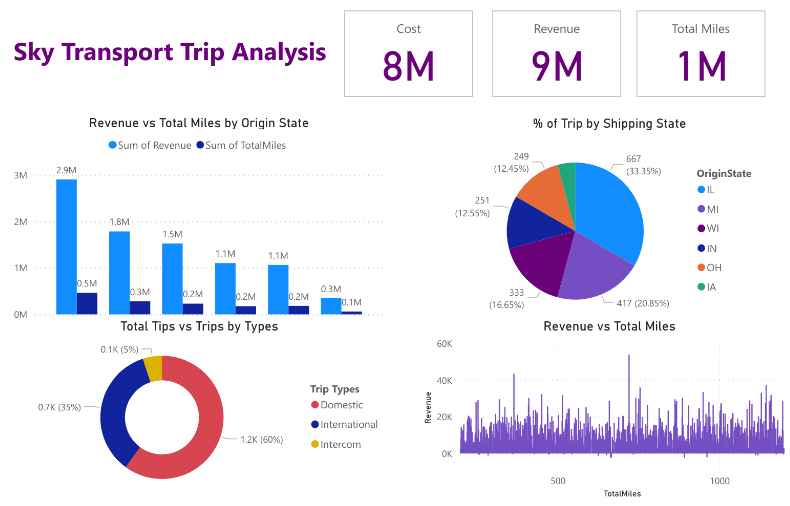 Sky Transport Trip Analysis
Cost
8M
Revenue
9M
Total Miles
1M
Revenue vs Total Miles by Origin State
Sum of Revenue Sum of TotalMiles
3M
2M
1M
0M
2.9M
0.5M
1.8M
0.3M
1.5M
0.2M
1.1M
0.2M
1.1M
0.2M
0.3M
0.1M
% of Trip by Shipping State
667
(33.35%)
417 (20.85%)
333
(16.65%)
251
(12.55%)
249
(12.45%)
OriginState
IL
MI
WI
IN
OH
IA
Total Tips vs Trips by Types
0.1K (5%)
0.7K (35%)
1.2K (60%)
Trip Types
Domestic
International
Intercom
Revenue vs Total Miles
Revenue
60K
40K
20K
0K
500
1000
TotalMiles